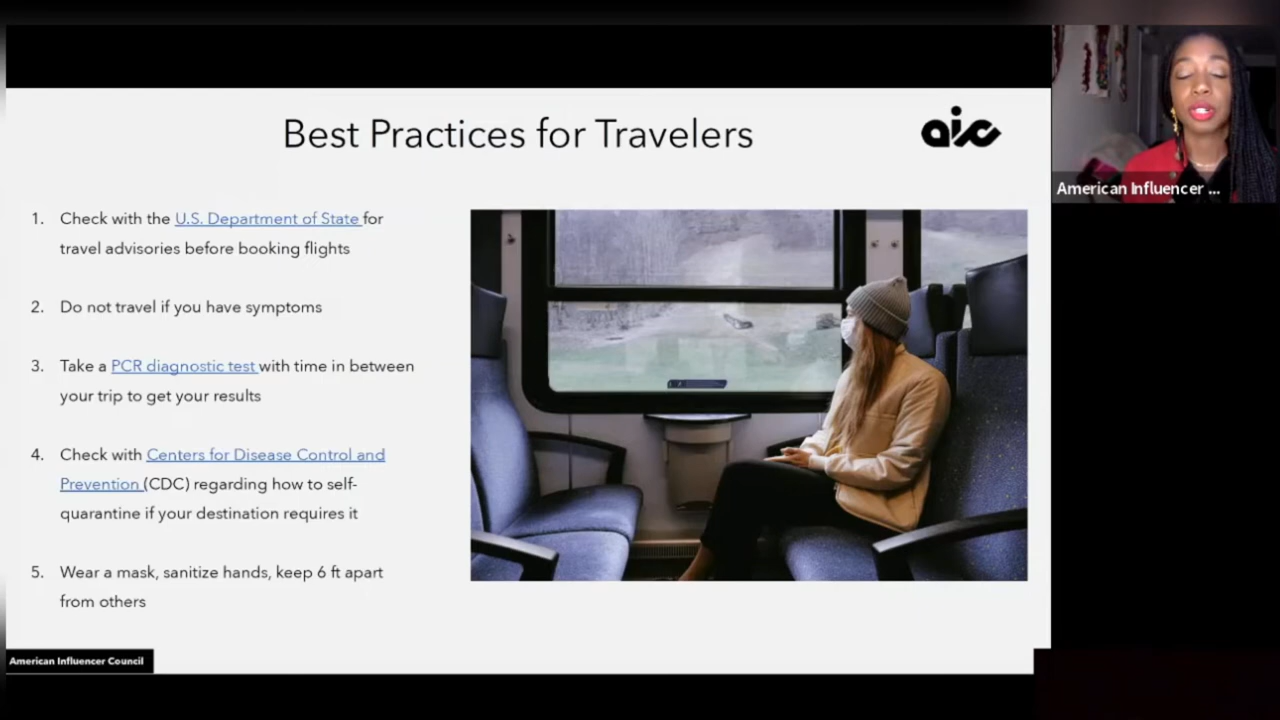 Best Practices for Travelers
aic
1. Check with the U.S. Department of State for
travel advisories before booking flights
2. Do not travel if you have symptoms
3. Take a PCR diagnostic test with time in between
your trip to get your results
4. Check with Centers for Disease Control and
Prevention (CDC) regarding how to self-
quarantine if your destination requires it
5. Wear a mask, sanitize hands, keep 6 ft apart
from others
American Influencer Council
American Influencer ...